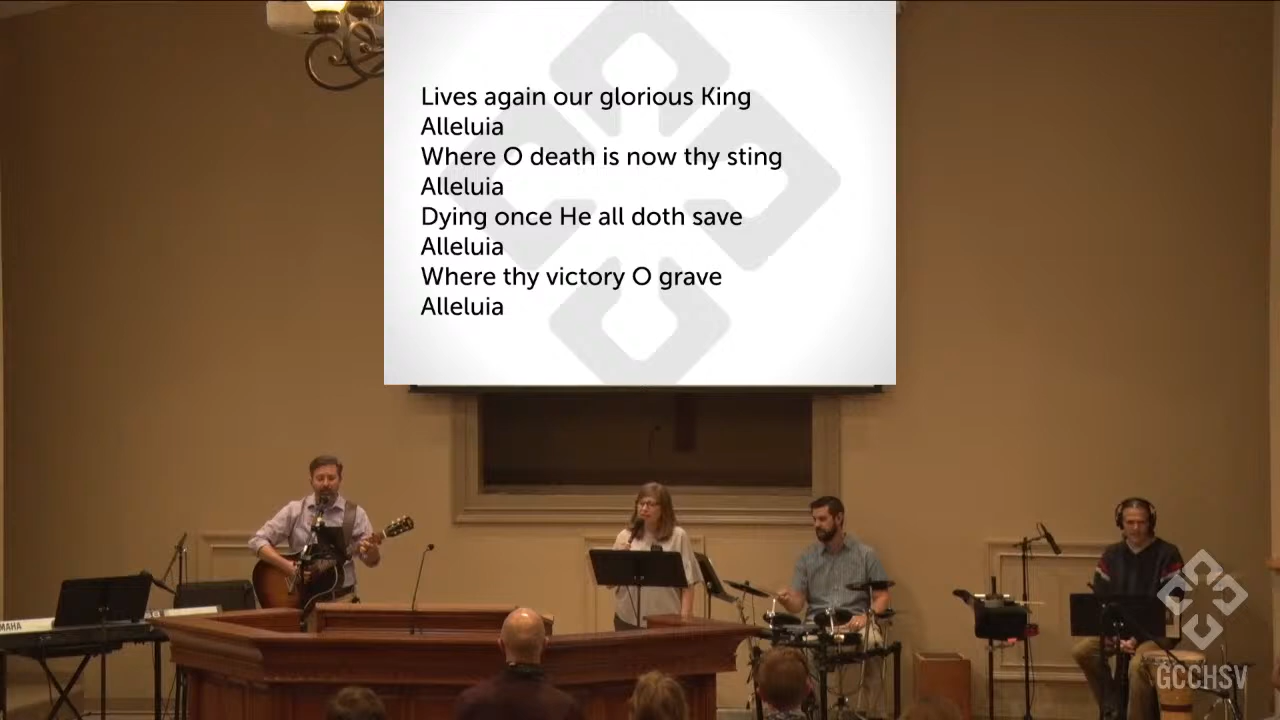 Lives again our glorious King
Alleluia
Where O death is now thy sting
Alleluia
Dying once He all doth save
Alleluia
Where thy victory O grave
Alleluia
AMAHA
GCCHSV